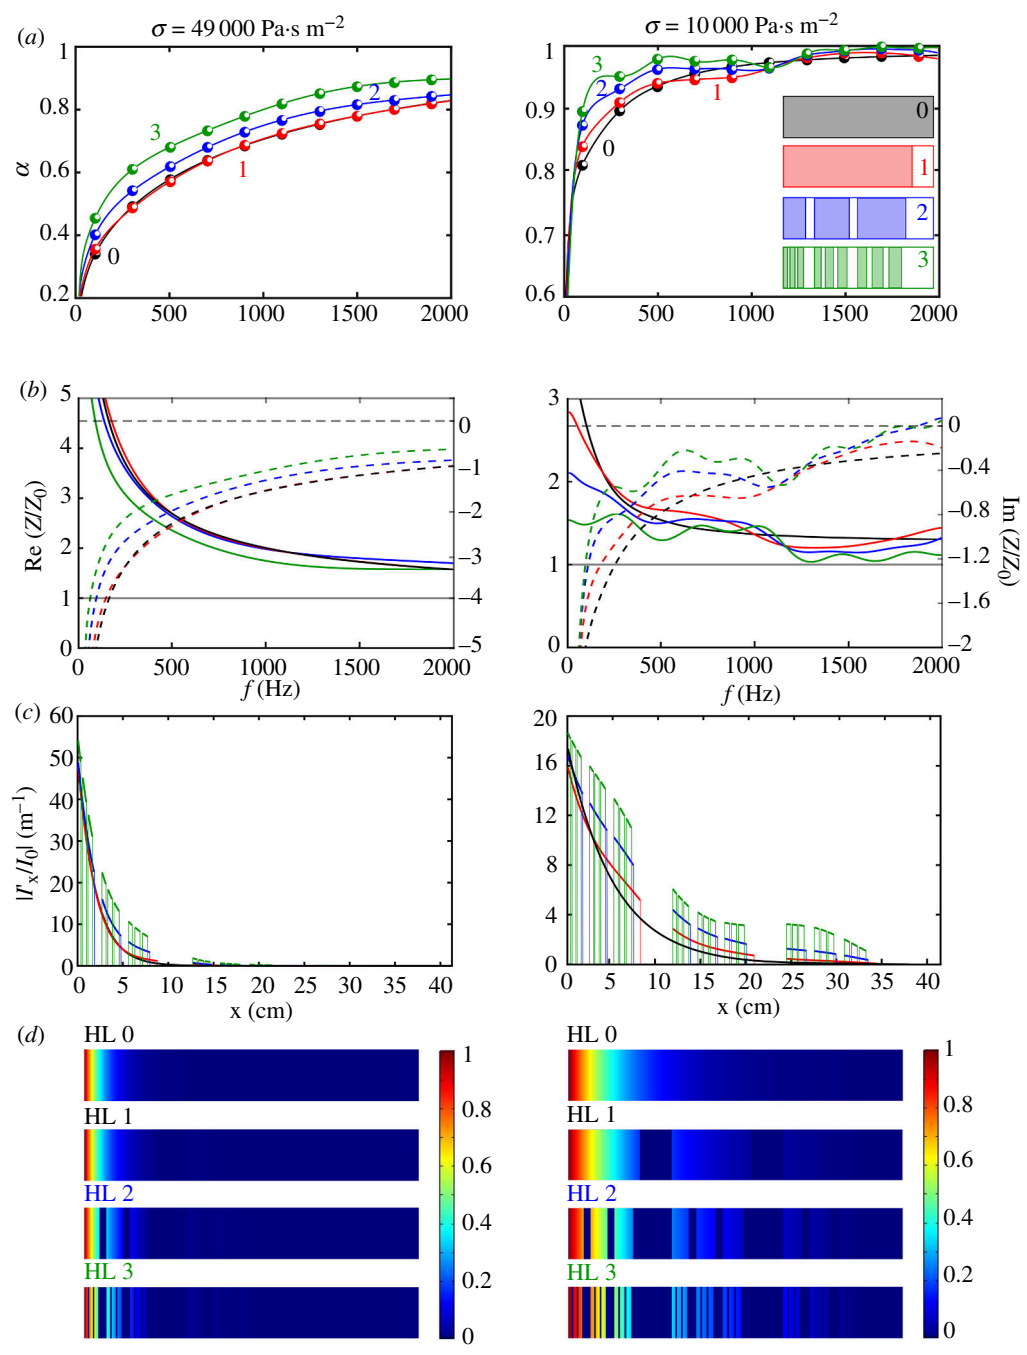 (a)
σ = 49 000 Pa·s m−2
σ = 10 000 Pa·s m−2
α
1
0.8
0.6
0.4
0.2
0 500 1000 1500 2000
3
2
1
0
1
0.9
0.8
0.7
0.6
0 500 1000 1500 2000
3
2
1
0
0
1
2
3
(b)
Re (Z/Z0)
5
4
3
2
1
0
0
−1
−2
−3
−4
−5
0 500 1000 1500 2000
f (Hz)
3
2
1
0
0
−0.4
−0.8
−1.2
−1.6
−2
Im (Z/Z0)
0 500 1000 1500 2000
f (Hz)
(c)
|I′x/I0| (m−1)
60
50
40
30
20
10
0
0 5 10 15 20 25 30 35 40
x (cm)
20
16
12
8
4
0
0 5 10 15 20 25 30 35 40
x (cm)
(d)
HL 0
HL 1
HL 2
HL 3
1
0.8
0.6
0.4
0.2
0
HL 0
HL 1
HL 2
HL 3
1
0.8
0.6
0.4
0.2
0